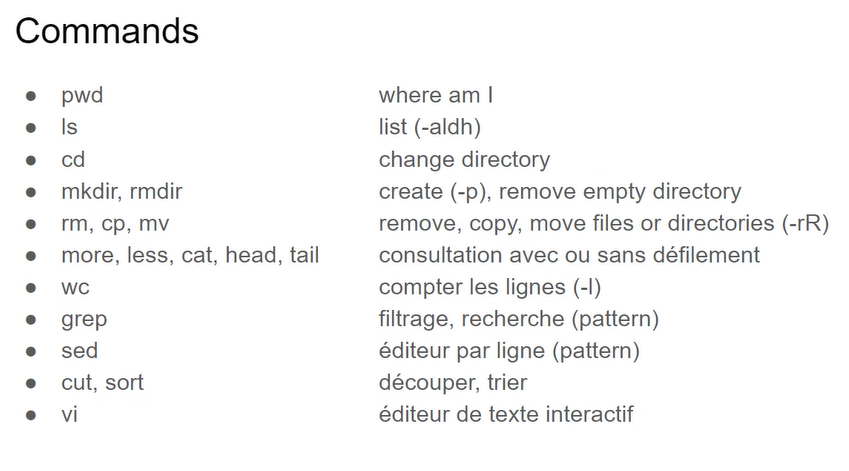 Commands
● pwd where am I
● ls list (-aldh)
● cd change directory
● mkdir, rmdir create (-p), remove empty directory
● rm, cp, mv remove, copy, move files or directories (-rR)
● more, less, cat, head, tail consultation avec ou sans défilement
● wc compter les lignes (-l)
● grep filtrage, recherche (pattern)
● sed éditeur par ligne (pattern)
● cut, sort découper, trier
● vi éditeur de texte interactif